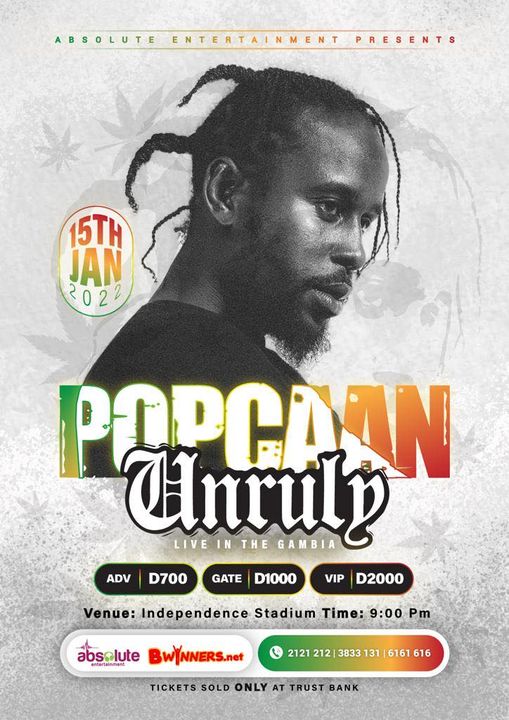 ABSOLUTE ENTERTAINMENT PRESENTS
15TH
JAN
2022
POPCAAN
Unruly
LIVE IN THE GAMBIA
ADV | D700 GATE | D1000 VIP | D2000
Venue: Independence Stadium Time: 9:00 Pm
absolute
entertainment
BWINNERS.net
2121 212 | 3833 131 | 6161 616
TICKETS SOLD ONLY AT TRUST BANK